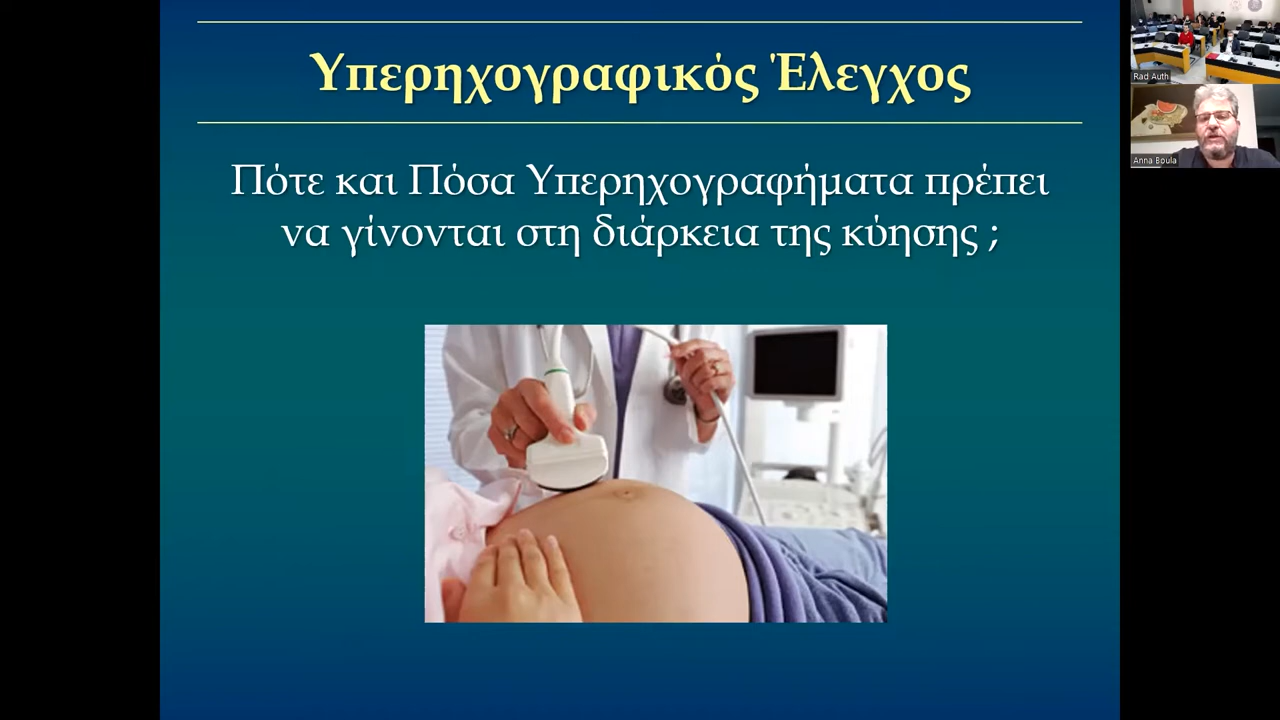 Υπερηχογραφικός Έλεγχος
Πότε και Πόσα Υπερηχογραφήματα πρέπει
να γίνονται στη διάρκεια της κύησης ;
Rad Auth
Anna Boula